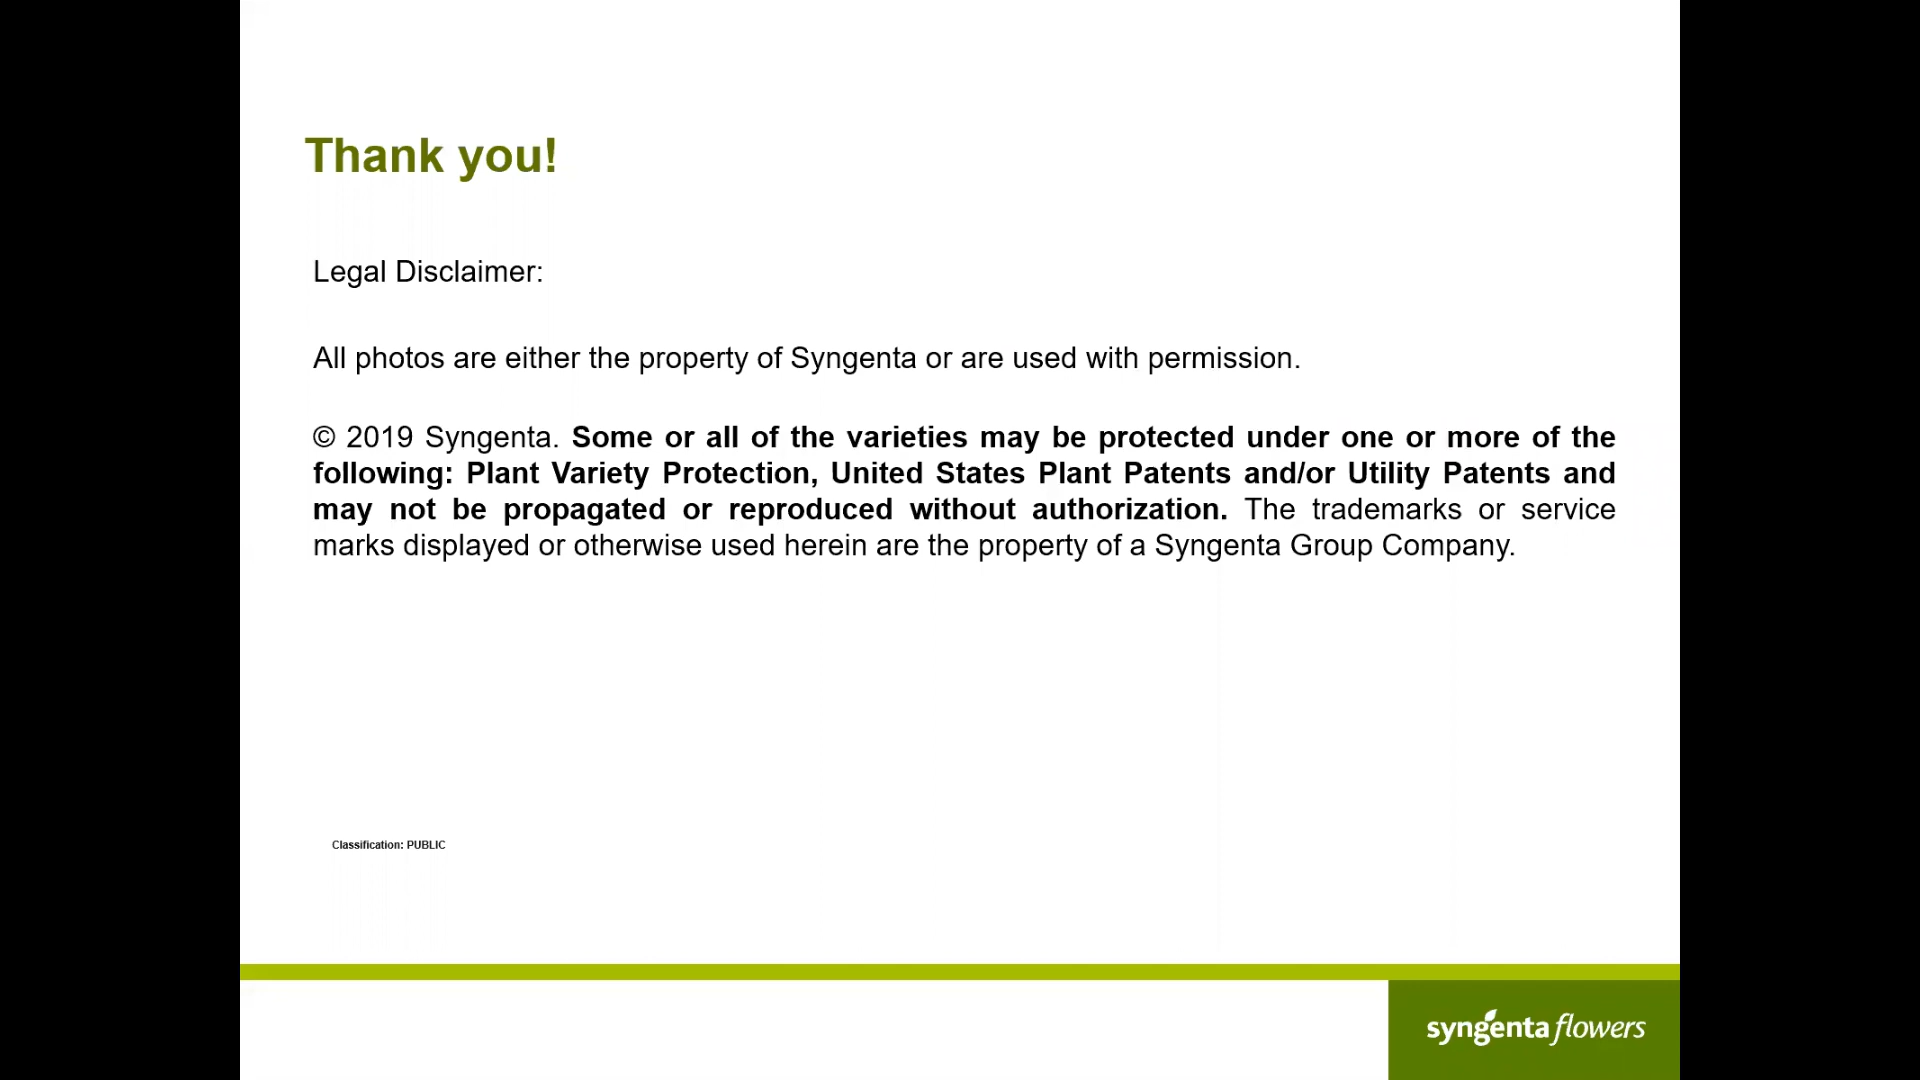 Thank you!
Legal Disclaimer:
All photos are either the property of Syngenta or are used with permission.
© 2019 Syngenta. Some or all of the varieties may be protected under one or more of the
following: Plant Variety Protection, United States Plant Patents and/or Utility Patents and
may not be propagated or reproduced without authorization. The trademarks or service
marks displayed or otherwise used herein are the property of a Syngenta Group Company.
Classification: PUBLIC
syngenta flowers